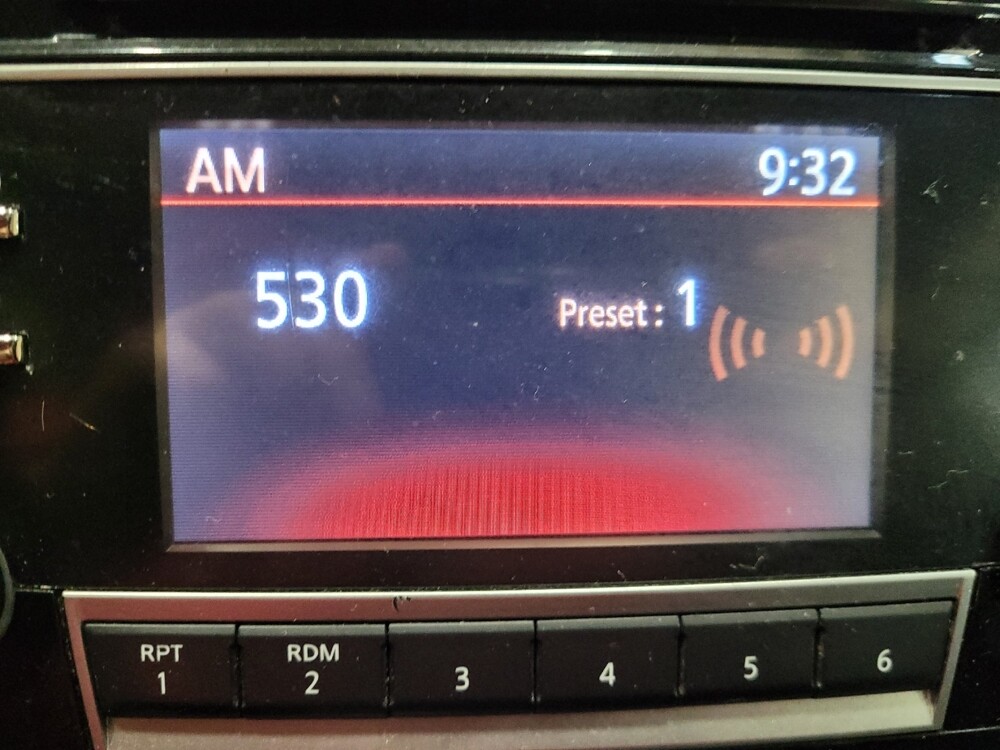 AM 9:32
530 Preset: 1
RPT RDM
1 2 3 4 5 6